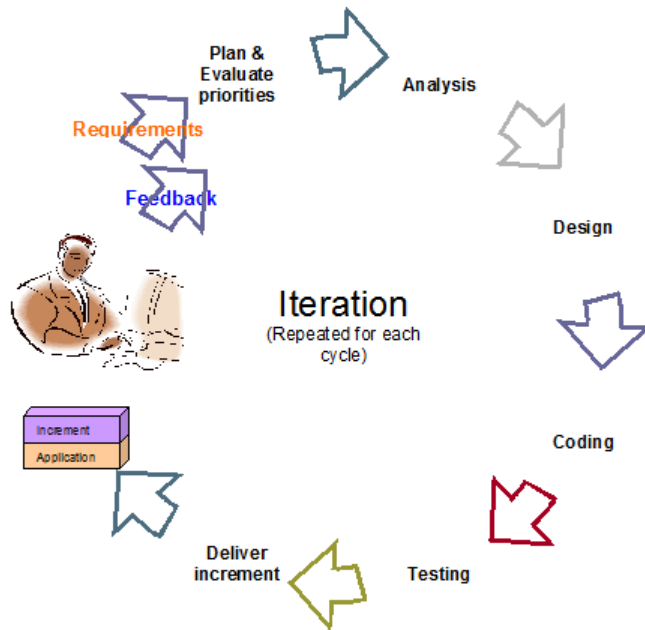 Plan &
Evaluate
priorities
Analysis
Requirements
Feedback
Design
Iteration
(Repeated for each
cycle)
Increment
Application
Coding
Deliver
increment
Testing